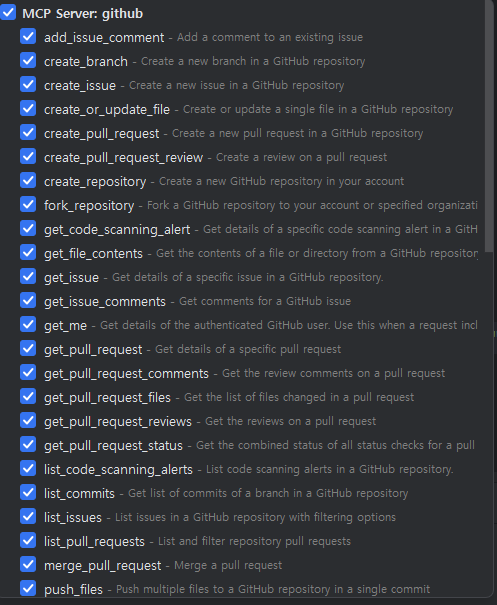 MCP Server: github
add_issue_comment - Add a comment to an existing issue
create_branch - Create a new branch in a GitHub repository
create_issue - Create a new issue in a GitHub repository
create_or_update_file - Create or update a single file in a GitHub repository
create_pull_request - Create a new pull request in a GitHub repository
create_pull_request_review - Create a review on a pull request
create_repository - Create a new GitHub repository in your account
fork_repository - Fork a GitHub repository to your account or specified organizati
get_code_scanning_alert - Get details of a specific code scanning alert in a GitH
get_file_contents - Get the contents of a file or directory from a GitHub repository
get_issue - Get details of a specific issue in a GitHub repository.
get_issue_comments - Get comments for a GitHub issue
get_me - Get details of the authenticated GitHub user. Use this when a request incl
get_pull_request - Get details of a specific pull request
get_pull_request_comments - Get the review comments on a pull request
get_pull_request_files - Get the list of files changed in a pull request
get_pull_request_reviews - Get the reviews on a pull request
get_pull_request_status - Get the combined status of all status checks for a pull
list_code_scanning_alerts - List code scanning alerts in a GitHub repository.
list_commits - Get list of commits of a branch in a GitHub repository
list_issues - List issues in a GitHub repository with filtering options
list_pull_requests - List and filter repository pull requests
merge_pull_request - Merge a pull request
push_files - Push multiple files to a GitHub repository in a single commit